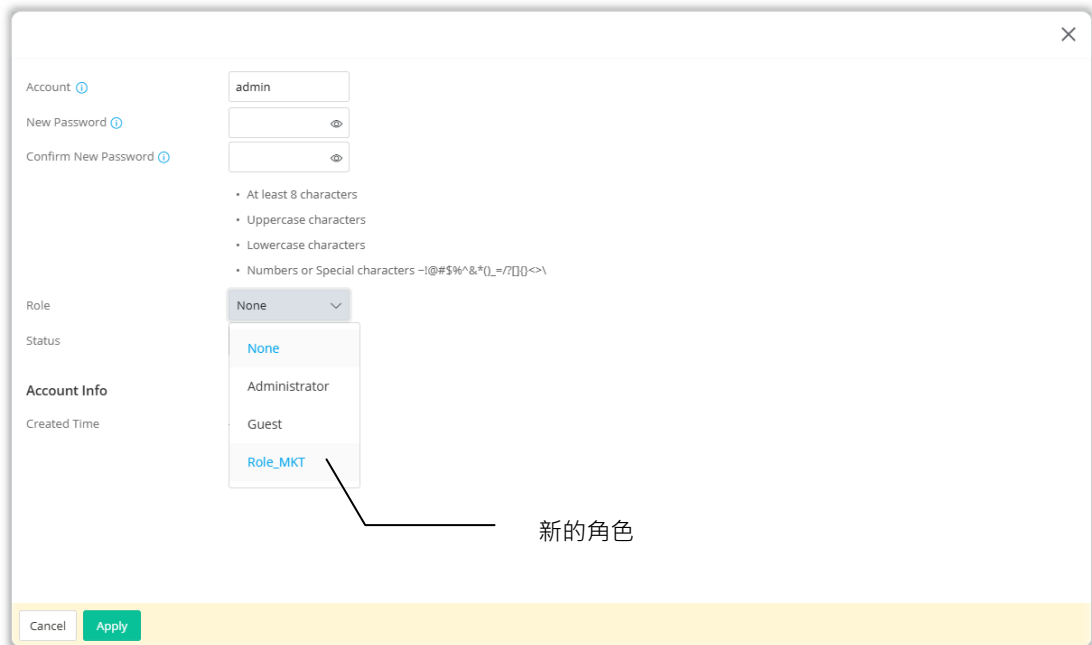 Account
admin
New Password
Confirm New Password
• At least 8 characters
• Uppercase characters
• Lowercase characters
• Numbers or Special characters ~!@#$%^&*()_=/?[]{}<>\
Role
None
Status
None
Administrator
Account Info
Created Time
Guest
Role_MKT
新的角色
Cancel
Apply